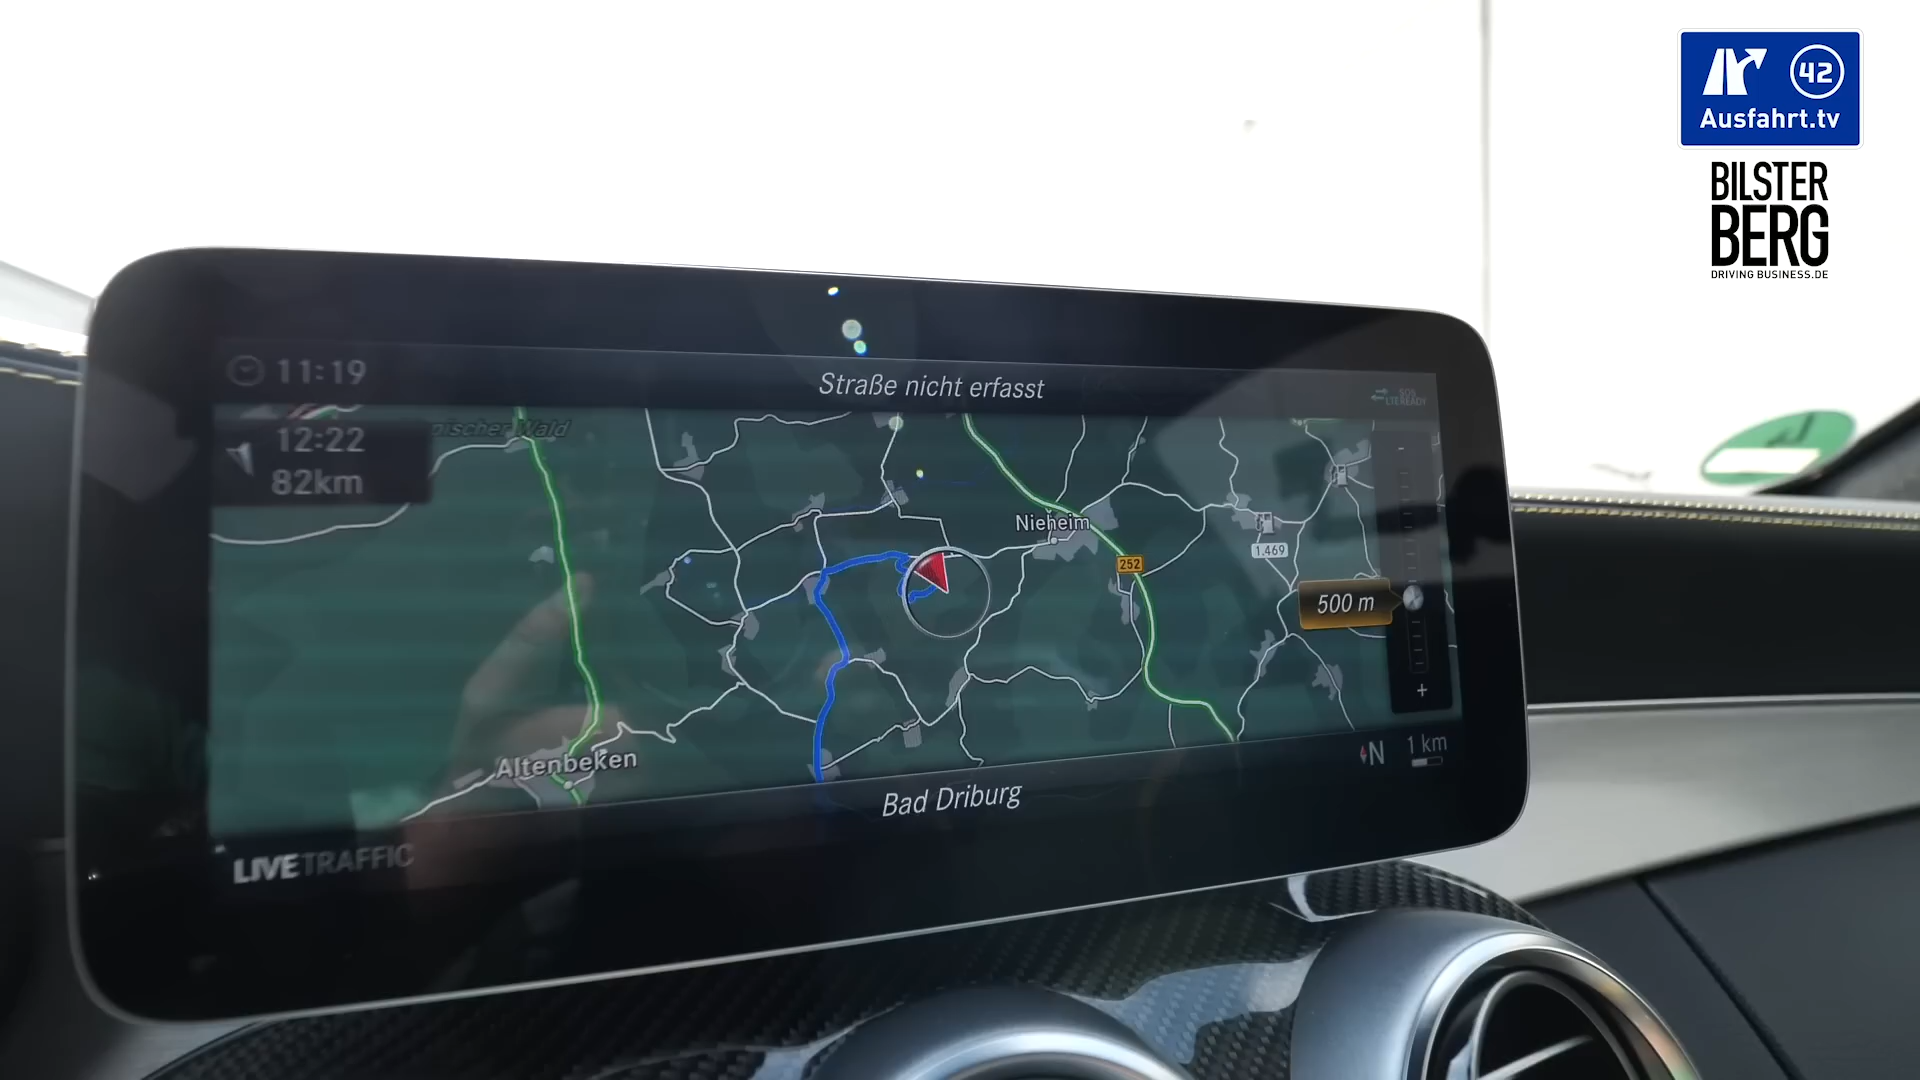 42
Ausfahrt.tv
BILSTER
BERG
DRIVING BUSINESS.DE
11:19
Straße nicht erfasst
12:22
82km
Nieheim
252
1.469
500 m
+
Altenbeken
N
1 km
Bad Driburg
LIVETRAFFIC